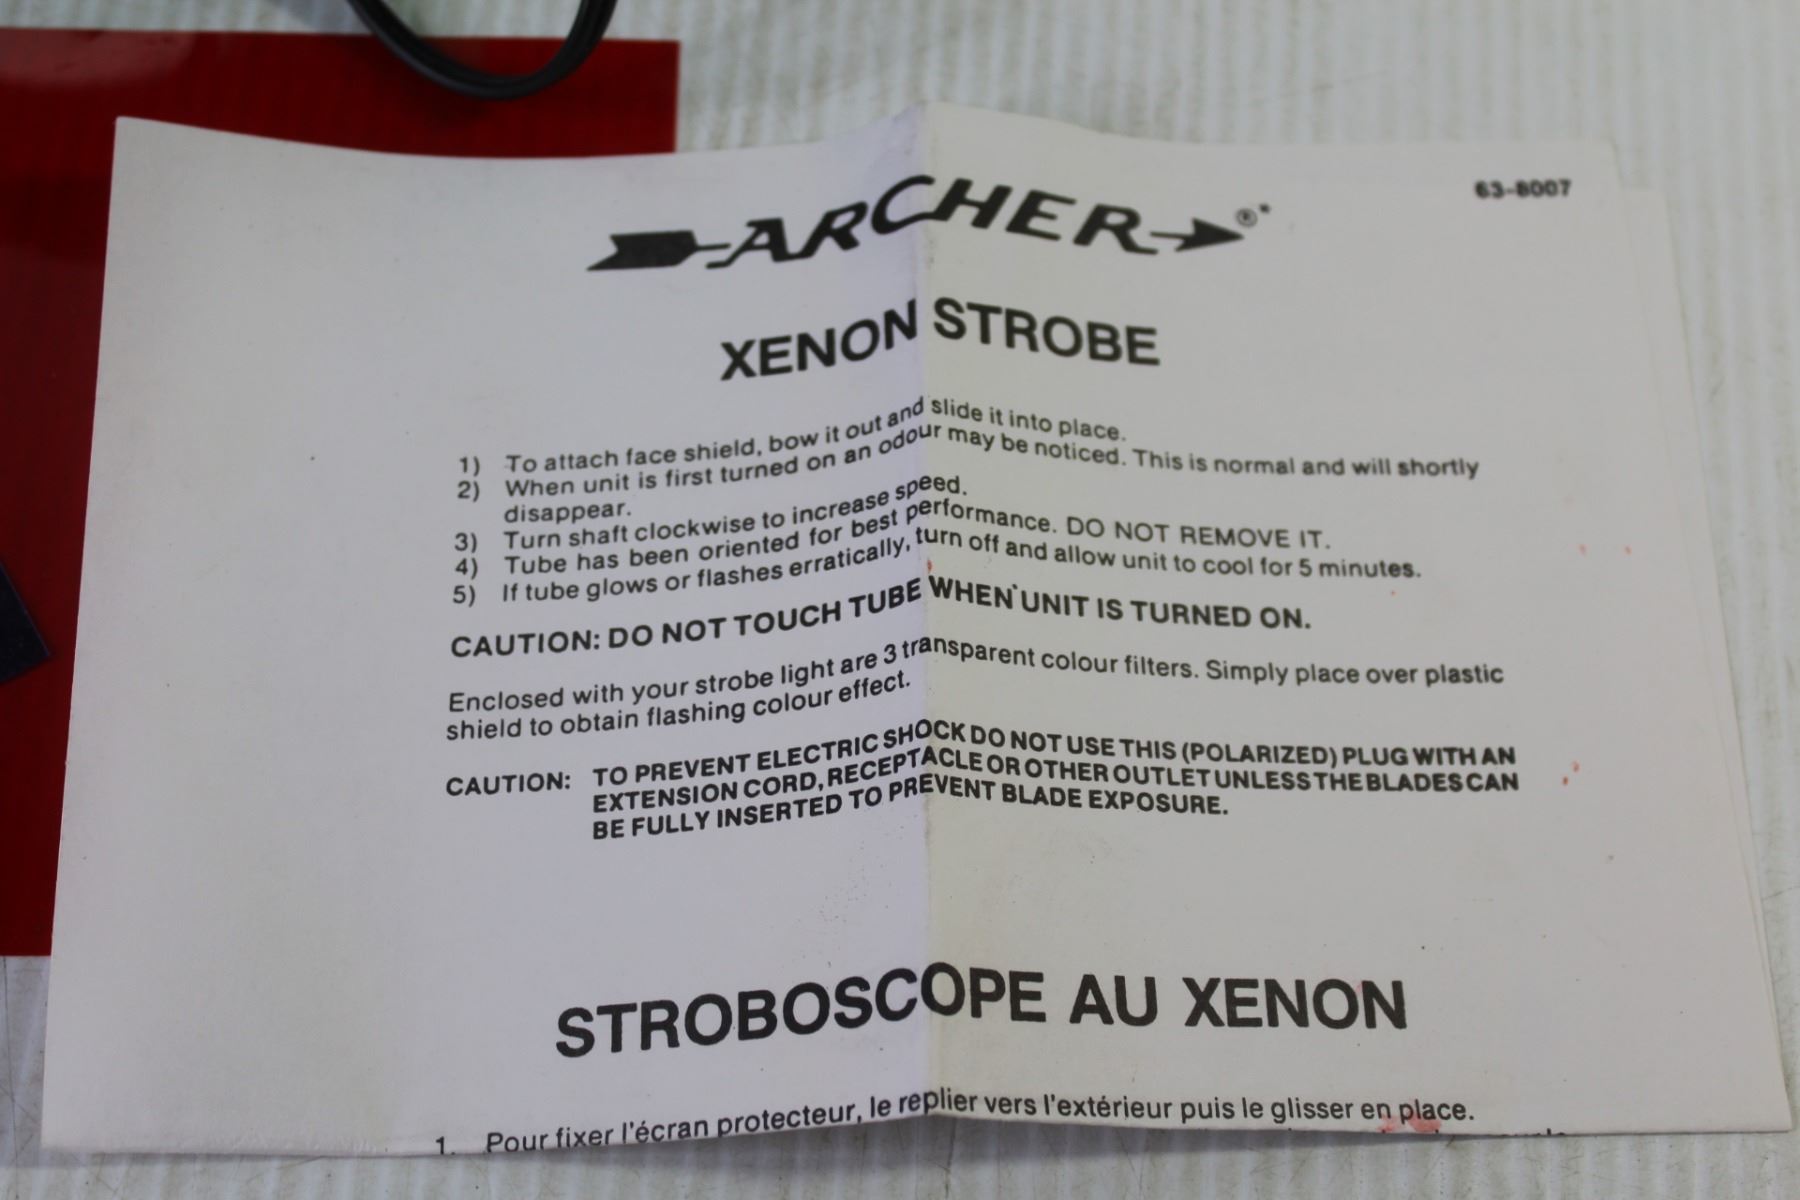 63-8007
ARCHER®*
XENON STROBE
1) To attach face shield, bow it out and slide it into place.
2) When unit is first turned on an odour may be noticed. This is normal and will shortly
disappear.
3) Turn shaft clockwise to increase speed.
4) Tube has been oriented for best performance. DO NOT REMOVE IT.
5) If tube glows or flashes erratically, turn off and allow unit to cool for 5 minutes.
CAUTION: DO NOT TOUCH TUBE WHEN UNIT IS TURNED ON.
Enclosed with your strobe light are 3 transparent colour filters. Simply place over plastic
shield to obtain flashing colour effect.
CAUTION: TO PREVENT ELECTRIC SHOCK DO NOT USE THIS (POLARIZED) PLUG WITH AN
EXTENSION CORD, RECEPTACLE OR OTHER OUTLET UNLESS THE BLADES CAN
BE FULLY INSERTED TO PREVENT BLADE EXPOSURE.
STROBOSCOPE AU XENON
1. Pour fixer l'écran protecteur, le replier vers l'extérieur puis le glisser en place.